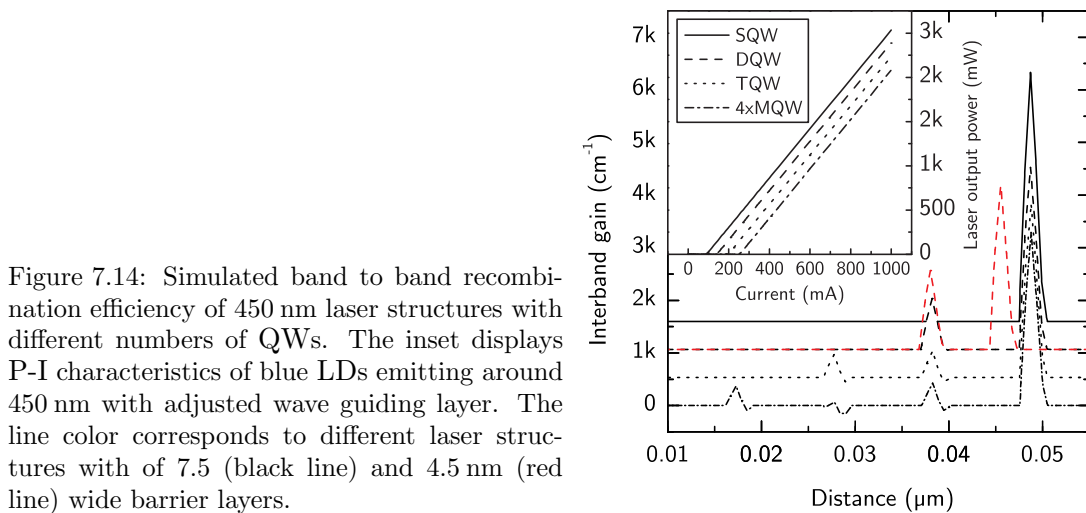 Figure 7.14: Simulated band to band recombi-
nation efficiency of 450 nm laser structures with
different numbers of QWs. The inset displays
P-I characteristics of blue LDs emitting around
450 nm with adjusted wave guiding layer. The
line color corresponds to different laser struc-
tures with of 7.5 (black line) and 4.5 nm (red
line) wide barrier layers.
Interband gain (cm⁻¹)
7k
6k
5k
4k
3k
2k
1k
0
0.01
0.02
0.03
0.04
0.05
Distance (µm)
SQW
DQW
TQW
4xMQW
3k
2k
2k
1k
500
0
Laser output power (mW)
0
200
400
600
800
1000
Current (mA)